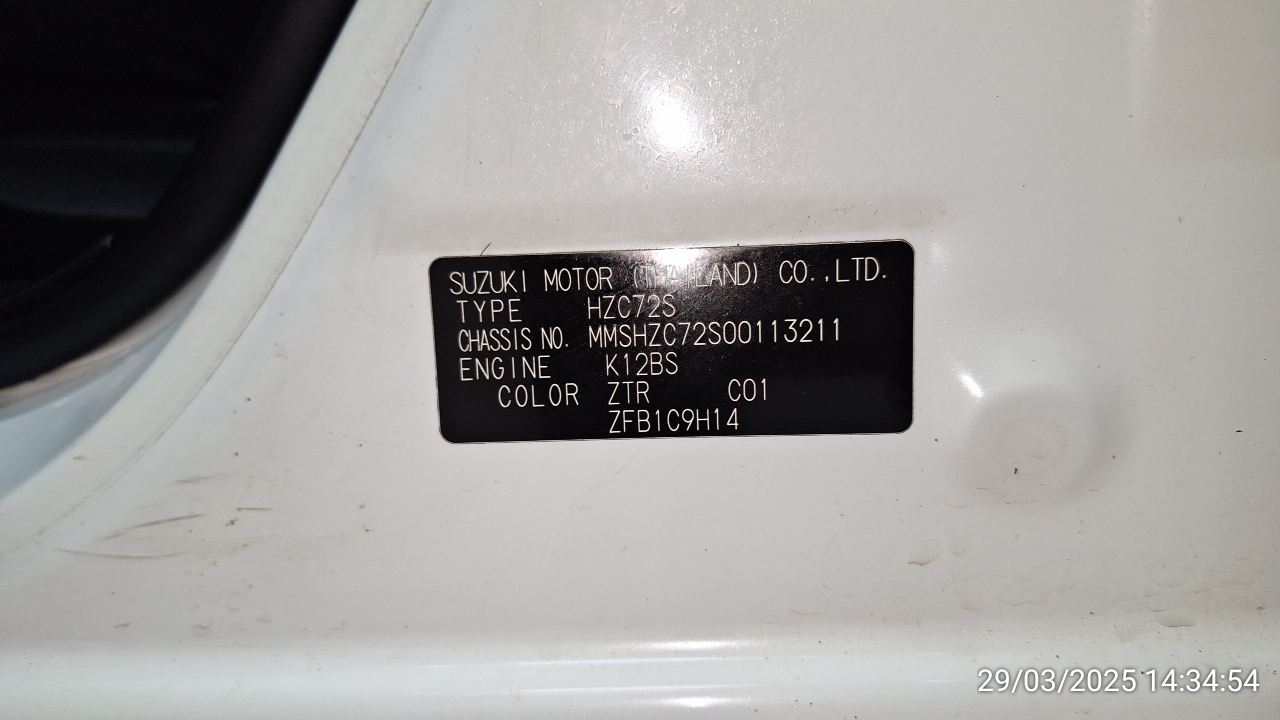 SUZUKI MOTOR (THAILAND) CO.,LTD.
TYPE HZC72S
CHASSIS NO. MMSHZC72S00113211
ENGINE K12BS
COLOR ZTR C01
ZFB1C9H14
29/03/2025 14:34:54